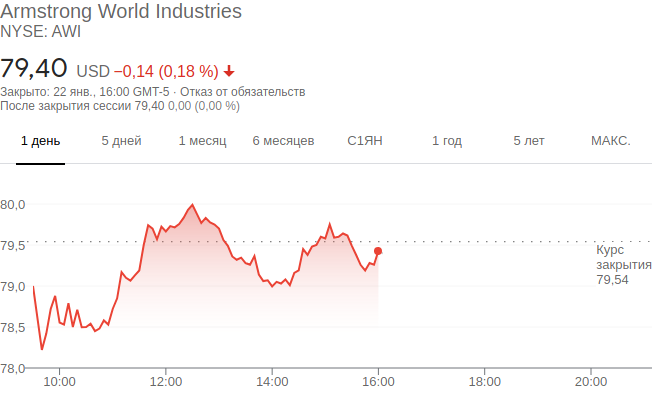 Armstrong World Industries
NYSE: AWI
79,40 USD −0,14 (0,18 %)
Закрыто: 22 янв., 16:00 GMT-5 · Отказ от обязательств
После закрытия сессии 79,40 0,00 (0,00 %)
1 день 5 дней 1 месяц 6 месяцев С1ЯН 1 год 5 лет МАКС.
80,0
79,5
Курс
закрытия
79,54
79,0
78,5
78,0
10:00 12:00 14:00 16:00 18:00 20:00